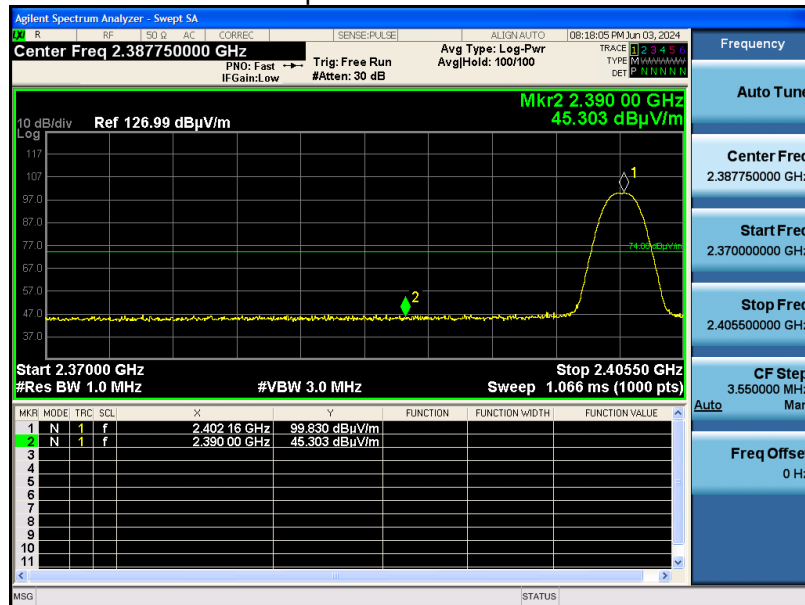 Agilent Spectrum Analyzer - Swept SA
LXI R RF 50 Ω AC CORREC SENSE:PULSE ALIGN AUTO 08:18:05 PM Jun 03, 2024
Center Freq 2.387750000 GHz
PNO: Fast
IFGain:Low
Trig: Free Run
#Atten: 30 dB
Avg Type: Log-Pwr
Avg|Hold: 100/100
TRACE 1 2 3 4 5 6
TYPE M WWWWW
DET P N N N N N
Mkr2 2.390 00 GHz
45.303 dBµV/m
10 dB/div Ref 126.99 dBµV/m
Log
117
107
97.0
87.0
77.0
67.0
57.0
47.0
37.0
1
74.00 dBµV/m
2
Start 2.37000 GHz Stop 2.40550 GHz
#Res BW 1.0 MHz #VBW 3.0 MHz Sweep 1.066 ms (1000 pts)
MKR MODE TRC SCL X Y FUNCTION FUNCTION WIDTH FUNCTION VALUE
1 N 1 f 2.402 16 GHz 99.830 dBµV/m
2 N 1 f 2.390 00 GHz 45.303 dBµV/m
3
4
5
6
7
8
9
10
11
MSG STATUS
Frequency
Auto Tune
Center Freq
2.387750000 GHz
Start Freq
2.370000000 GHz
Stop Freq
2.405500000 GHz
CF Step
3.550000 MHz
Auto Man
Freq Offset
0 Hz